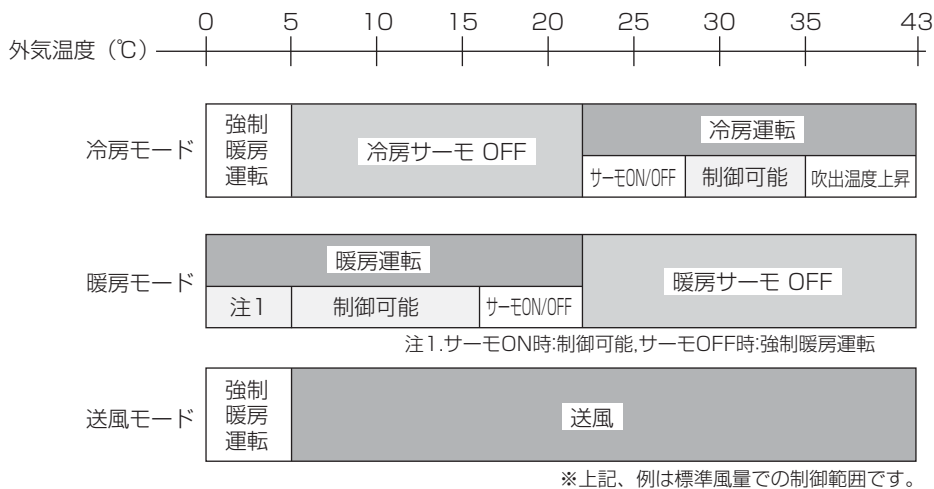 0 5 10 15 20 25 30 35 43
外気温度（℃）
冷房モード
強制
暖房
運転
冷房サーモ OFF
冷房運転
サーモON/OFF 制御可能 吹出温度上昇
暖房モード
暖房運転
暖房サーモ OFF
注1 制御可能 サーモON/OFF
注1.サーモON時:制御可能,サーモOFF時:強制暖房運転
送風モード
強制
暖房
運転
送風
※上記、例は標準風量での制御範囲です。